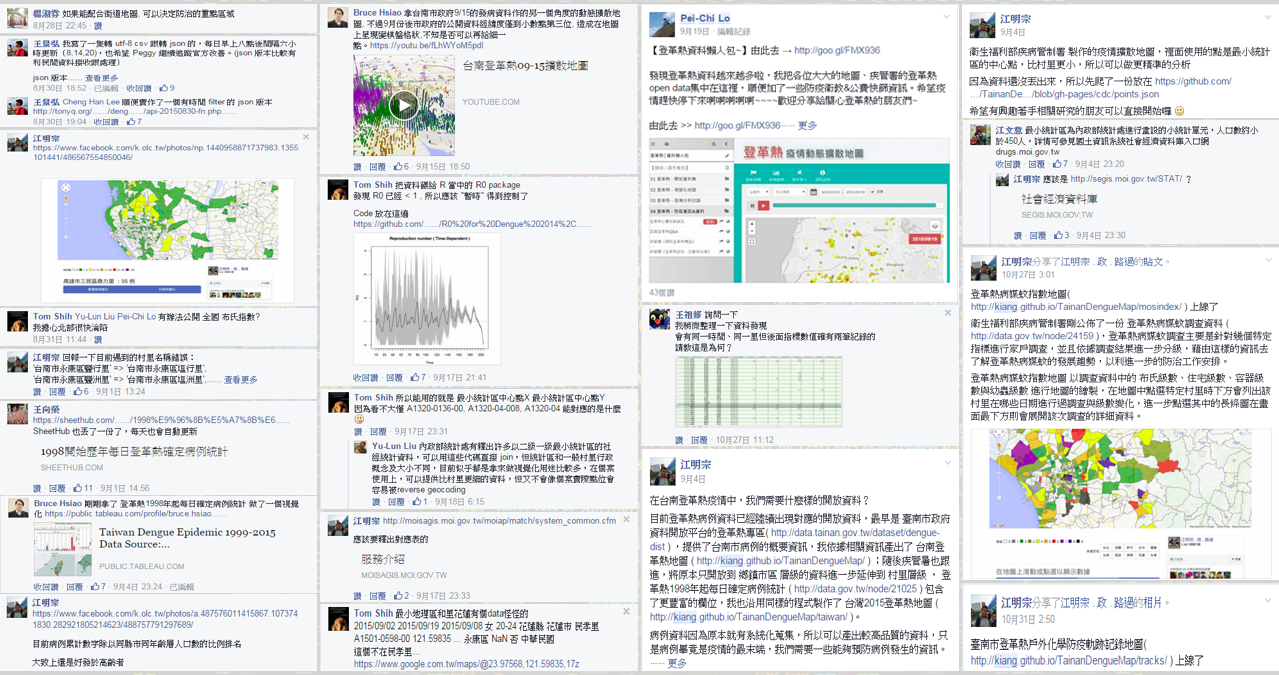 楊淑芬 如果能配合街道地圖, 可以決定防治的重點區域
8月28日 22:45 · 讚
王景弘 我寫了一隻轉 utf-8 csv 跟轉 json 的，每日早上八點後間隔六小
時更新（8,14,20)，也希望 Peggy 繼續追蹤官方改善。(json 版本比較有
利民間資料接收跟處理)
json 版本...... 查看更多
8月30日 18:52 · 已編輯 · 收回讚 · 9
王景弘 Cheng Han Lee 順便實作了一個有時間 filter 的 json 版本
http://tonyq.org/....../deng....../api-20150830-fn.php......
8月30日 19:04 · 收回讚 · 7
江明宗
https://www.facebook.com/k.olc.tw/photos/np.1440958871737983.1355
101441/486567554850046/
Tom Shih Yu-Lun Liu Pei-Chi Lo 有辦法公開 全國 布氏指數?
我擔心北部很快淪陷
8月31日 11:44 · 讚
江明宗 回報一下目前遇到的村里名稱錯誤：
'台南市永康區鹽行里' => '台南市永康區塩行里',
'台南市永康區鹽洲里' => '台南市永康區塩洲里',...... 查看更多
讚 · 回覆 · 6 · 9月1日 13:24
王向榮
https://sheethub.com/....../1998%E9%96%8B%E5%A7%8B%E6......
SheetHub 也丟了一份了，每天也會自動更新
1998開始歷年每日登革熱確定病例統計
SHEETHUB.COM
讚 · 回覆 · 11 · 9月1日 14:56
Bruce Hsiao 剛剛拿了 登革熱1998年起每日確定病例統計 做了一個視覺
化 https://public.tableau.com/profile/bruce.hsiao......
Taiwan Dengue Epidemic 1999-2015
Data Source:...
PUBLIC.TABLEAU.COM
收回讚 · 回覆 · 7 · 9月4日 23:24 · 已編輯
江明宗
https://www.facebook.com/k.olc.tw/photos/a.487576011415867.107374
1830.282921805214623/488757791297689/
目前病例累計數字除以同縣市同年齡層人口數的比例排名
大致上還是好發於高齡者
Bruce Hsiao 拿台南市政府9/15的發病資料作的另一個角度的動態擴散地
圖, 不過9月份後市政府的公開資料經緯度僅到小數點第三位, 造成在地圖
上呈現樣似棋盤格狀,不知是否可以再給細一
點。https://youtu.be/fLhWYoM5pdI
台南登革熱09-15擴散地圖
YOUTUBE.COM
讚 · 回覆 · 6 · 9月15日 18:50
Tom Shih 把資料餵給 R 當中的 R0 package
發現 R0 已經 < 1 , 所以應該 "暫時" 得到控制了
Code 放在這邊
https://github.com/....../R0%20for%20Dengue%202014%2C......
Reproduction number ( Time-Dependent )
Time
收回讚 · 回覆 · 7 · 9月17日 21:41
Tom Shih 所以能用的就是 最小統計區中心點X 最小統計區中心點Y
因為看不大懂 A1320-0136-00, A1320-04-008, A1320-04 能對應的是什麼
讚 · 回覆 · 9月17日 23:31
Yu-Lun Liu 內政部統計處有釋出許多以二級一級最小統計區的社
經統計資料，可以用這些代碼直接 join，但統計區和一般村里行政
概念及大小不同，目前似乎都是拿來做視覺化用途比較多，在個案
使用上，可以提供比村里更細的資料，但又不會像個案實際點位會
容易被reverse geocoding
讚 · 回覆 · 1 · 9月18日 6:15
江明宗 http://moisagis.moi.gov.tw/moiap/match/system_common.cfm
應該要釋出對應表的
服務介紹
MOISAGIS.MOI.GOV.TW
讚 · 回覆 · 2 · 9月17日 23:33
Tom Shih 最小地理區和里花蓮有個data怪怪的
2015/09/02 2015/09/19 2015/09/08 女 20-24 花蓮縣 花蓮市 民孝里
A1501-0598-00 121.59835 ... 永康區 NaN 否 中華民國
這個不在民孝里...
https://www.google.com.tw/maps/@23.97568,121.59835,17z
Pei-Chi Lo
9月19日 · 編輯紀錄
【登革熱資料懶人包~】由此去 → http://goo.gl/FMX936
發現登革熱資料越來越多啦，我把各位大大的地圖、疾管署的登革熱
open data集中在這裡，順便加了一些防疫衛教&公費快篩資訊。希望疫
情趕快停下來啊啊啊啊啊~~~~歡迎分享給關心登革熱的朋友們~
由此去 >> http://goo.gl/FMX936...... 更多
登革熱 疫情動態擴散地圖
2015/09/19
43個讚
王祖修 詢問一下
我稍微整理一下資料發現
會有同一時間、同一里但後面指標數值確有兩筆紀錄的
請教這是為何？
讚 · 回覆 · 10月27日 11:12
江明宗
9月4日
在台南登革熱疫情中，我們需要什麼樣的開放資料？
目前登革熱病例資料已經陸續出現對應的開放資料，最早是 臺南市政府
資料開放平台的登革熱專區( http://data.tainan.gov.tw/dataset/dengue-
dist )，提供了台南市病例的概要資訊，我依據相關資訊產出了 台南登
革熱地圖 ( http://kiang.github.io/TainanDengueMap/ )；隨後疾管署也跟
進，將原本只開放到 鄉鎮市區 層級的資料進一步延伸到 村里層級 ， 登
革熱1998年起每日確定病例統計 ( http://data.gov.tw/node/21025 ) 包含
了更豐富的欄位，我也沿用同樣的程式製作了 台灣2015登革熱地圖 (
http://kiang.github.io/TainanDengueMap/taiwan/ )。
病例資料因為原本就有系統化蒐集，所以可以產出較高品質的資料，只
是病例畢竟是疫情的最末端，我們需要一些能夠預防病例發生的資訊。
...... 更多
江明宗
9月4日
衛生福利部疾病管制署 製作的疫情擴散地圖，裡面使用的點是最小統計
區的中心點，比村里更小，所以可以做更精準的分析
因為資料還沒丟出來，所以先爬了一份放在 https://github.com/
.../TainanDe.../blob/gh-pages/cdc/points.json
希望有興趣著手相關研究的朋友可以直接開始囉
江文意 最小統計區為內政部統計處進行建設的小統計單元，人口數約小
於450人，詳情可參見國土資訊系統社會經濟資料庫入口網
drugs.moi.gov.tw
收回讚 · 回覆 · 7 · 9月4日 23:20
江明宗 應該是 http://segis.moi.gov.tw/STAT/ ？
社會經濟資料庫
SEGIS.MOI.GOV.TW
讚 · 回覆 · 3 · 9月4日 23:30
江明宗分享了江明宗 . 政 . 路過的貼文。
10月27日 3:01
登革熱病媒蚊指數地圖(
http://kiang.github.io/TainanDengueMap/mosindex/ ) 上線了
衛生福利部疾病管制署剛公佈了一份 登革熱病媒蚊調查資料 (
http://data.gov.tw/node/24159 )，登革熱病媒蚊調查主要是針對幾個特定
指標進行家戶調查，並且依據調查結果進一步分級，藉由這樣的資訊去
了解登革熱病媒蚊的發展趨勢，以利進一步的防治工作安排。
登革熱病媒蚊指數地圖 以調查資料中的 布氏級數、住宅級數、容器級
數與幼蟲級數 進行地圖的繪製，在地圖中點選特定村里時下方會列出該
村里在哪些日期進行過調查與級數變化，進一步點選其中的長條圖在畫
面最下方則會展開該次調查的詳細資料。
在地圖上滑動或點選以顯示數據
江明宗分享了江明宗 . 政 . 路過的相片。
10月31日 2:50
臺南市登革熱戶外化學防疫軌跡記錄地圖(
http://kiang.github.io/TainanDengueMap/tracks/ ) 上線了